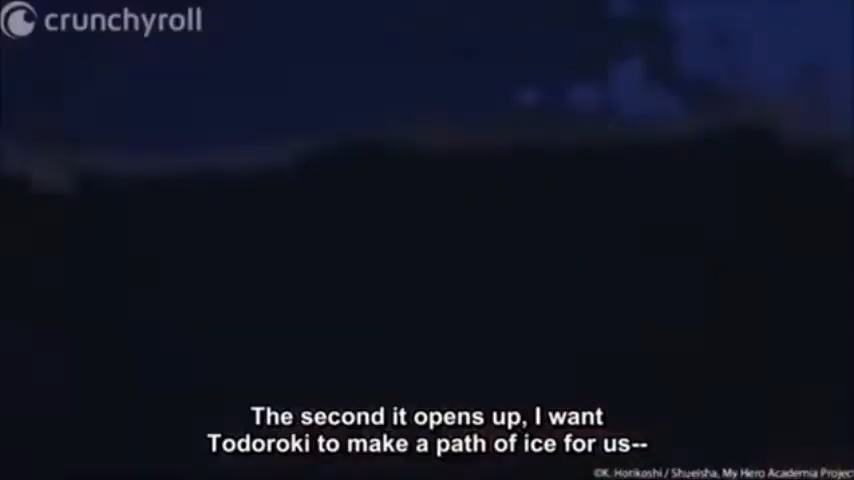 crunchyroll
The second it opens up, I want
Todoroki to make a path of ice for us--
©K. Horikoshi / Shueisha, My Hero Academia Project